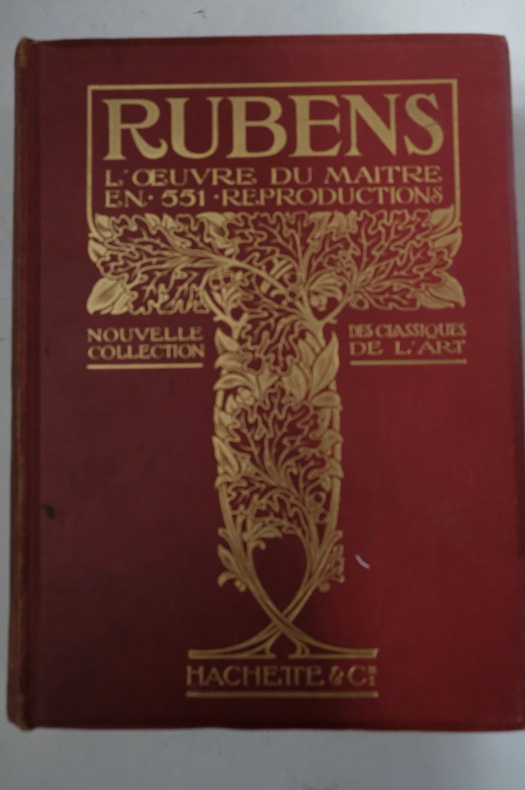 RUBENS
L'ŒUVRE DU MAITRE
EN · 551 · REPRODUCTIONS
NOUVELLE
COLLECTION
DES CLASSIQUES
DE L'ART
HACHETTE & CIE